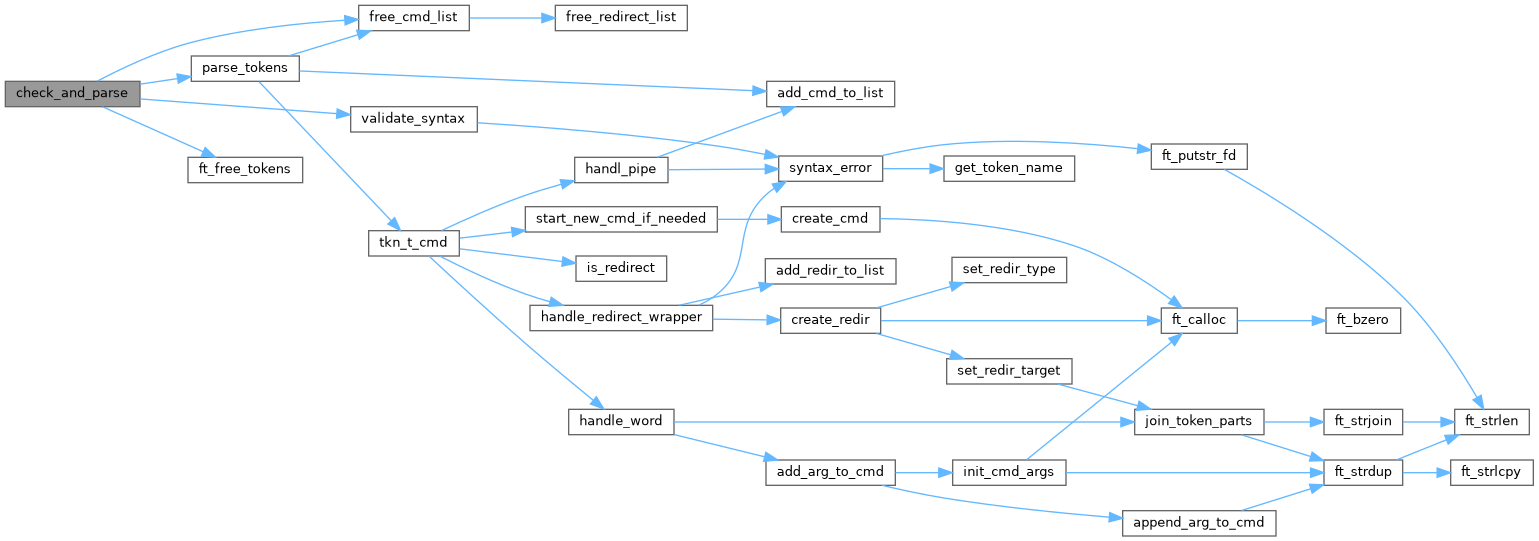 check_and_parse
free_cmd_list
free_redirect_list
parse_tokens
add_cmd_to_list
validate_syntax
ft_free_tokens
handl_pipe
syntax_error
ft_putstr_fd
get_token_name
tkn_t_cmd
start_new_cmd_if_needed
create_cmd
is_redirect
add_redir_to_list
set_redir_type
handle_redirect_wrapper
create_redir
ft_calloc
ft_bzero
set_redir_target
handle_word
join_token_parts
ft_strjoin
ft_strlen
add_arg_to_cmd
init_cmd_args
ft_strdup
ft_strlcpy
append_arg_to_cmd